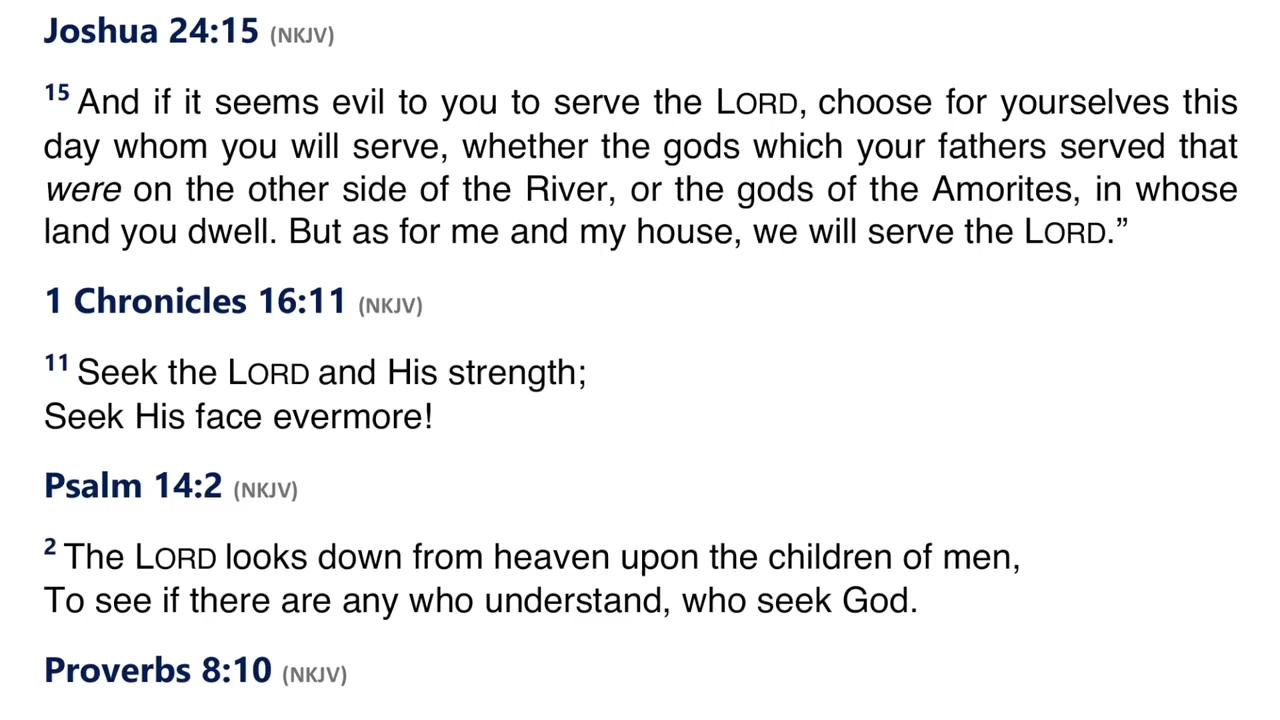 Joshua 24:15 (NKJV)
15 And if it seems evil to you to serve the LORD, choose for yourselves this
day whom you will serve, whether the gods which your fathers served that
were on the other side of the River, or the gods of the Amorites, in whose
land you dwell. But as for me and my house, we will serve the LORD.”
1 Chronicles 16:11 (NKJV)
11 Seek the LORD and His strength;
Seek His face evermore!
Psalm 14:2 (NKJV)
2 The LORD looks down from heaven upon the children of men,
To see if there are any who understand, who seek God.
Proverbs 8:10 (NKJV)